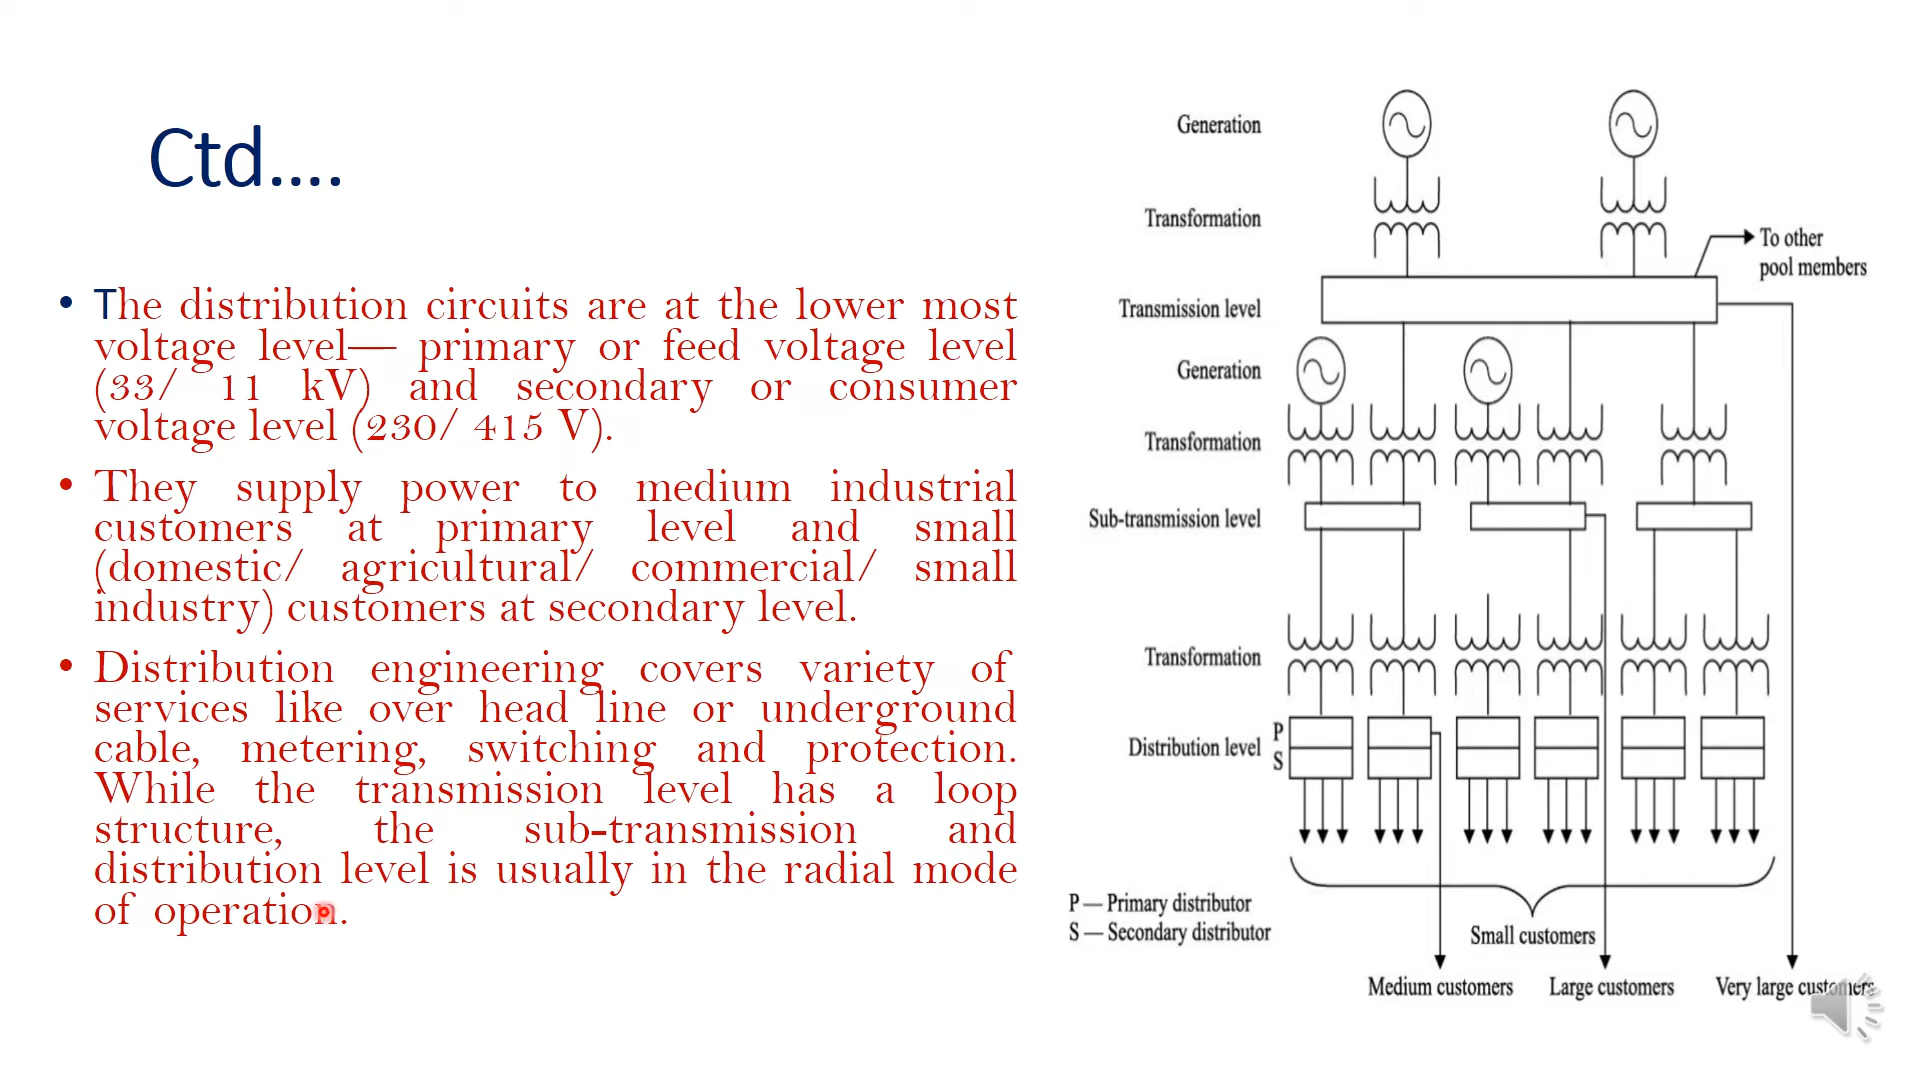 Ctd....
• The distribution circuits are at the lower most
voltage level— primary or feed voltage level
(33/ 11 kV) and secondary or consumer
voltage level (230/ 415 V).
• They supply power to medium industrial
customers at primary level and small
(domestic/ agricultural/ commercial/ small
industry) customers at secondary level.
• Distribution engineering covers variety of
services like over head line or underground
cable, metering, switching and protection.
While the transmission level has a loop
structure, the sub-transmission and
distribution level is usually in the radial mode
of operation.
Generation
Transformation
To other
pool members
Transmission level
Generation
Transformation
Sub-transmission level
Transformation
P
Distribution level
S
P — Primary distributor
S — Secondary distributor
Small customers
Medium customers
Large customers
Very large customers